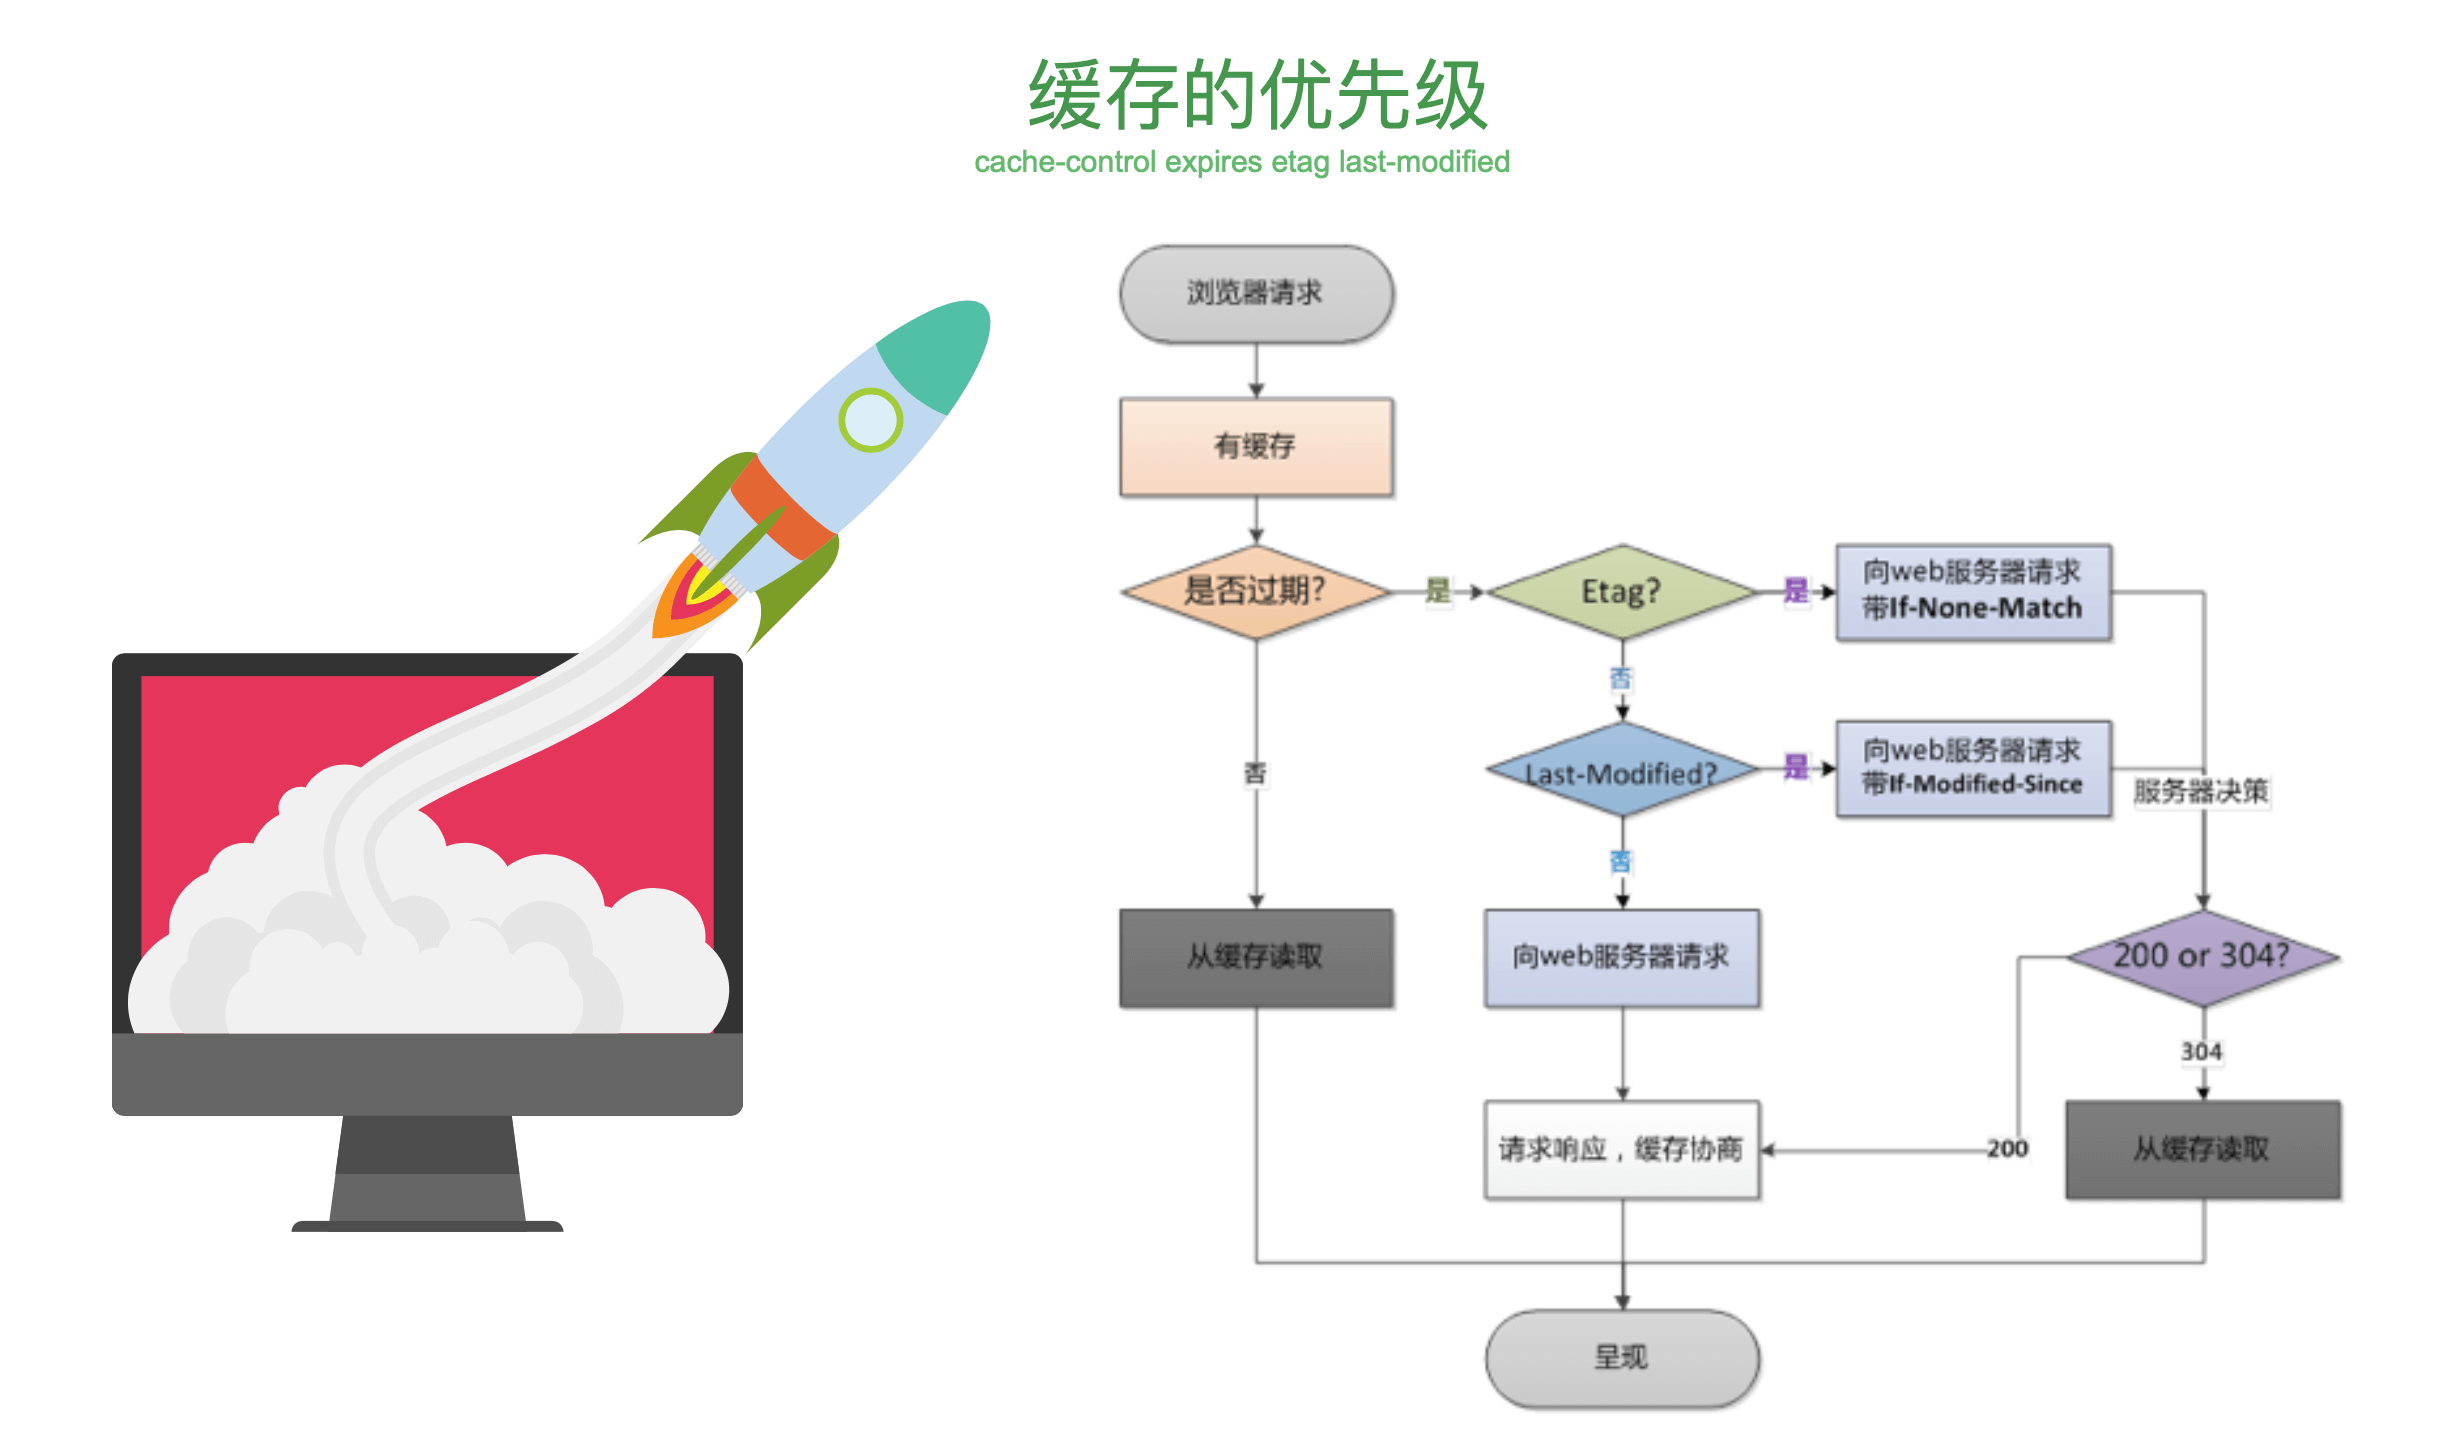 缓存的优先级
cache-control expires etag last-modified
浏览器请求
有缓存
是否过期?
是
Etag?
是
向web服务器请求
带If-None-Match
否
否
Last-Modified?
是
向web服务器请求
带If-Modified-Since
服务器决策
否
从缓存读取
向web服务器请求
200 or 304?
304
请求响应，缓存协商
200
从缓存读取
呈现